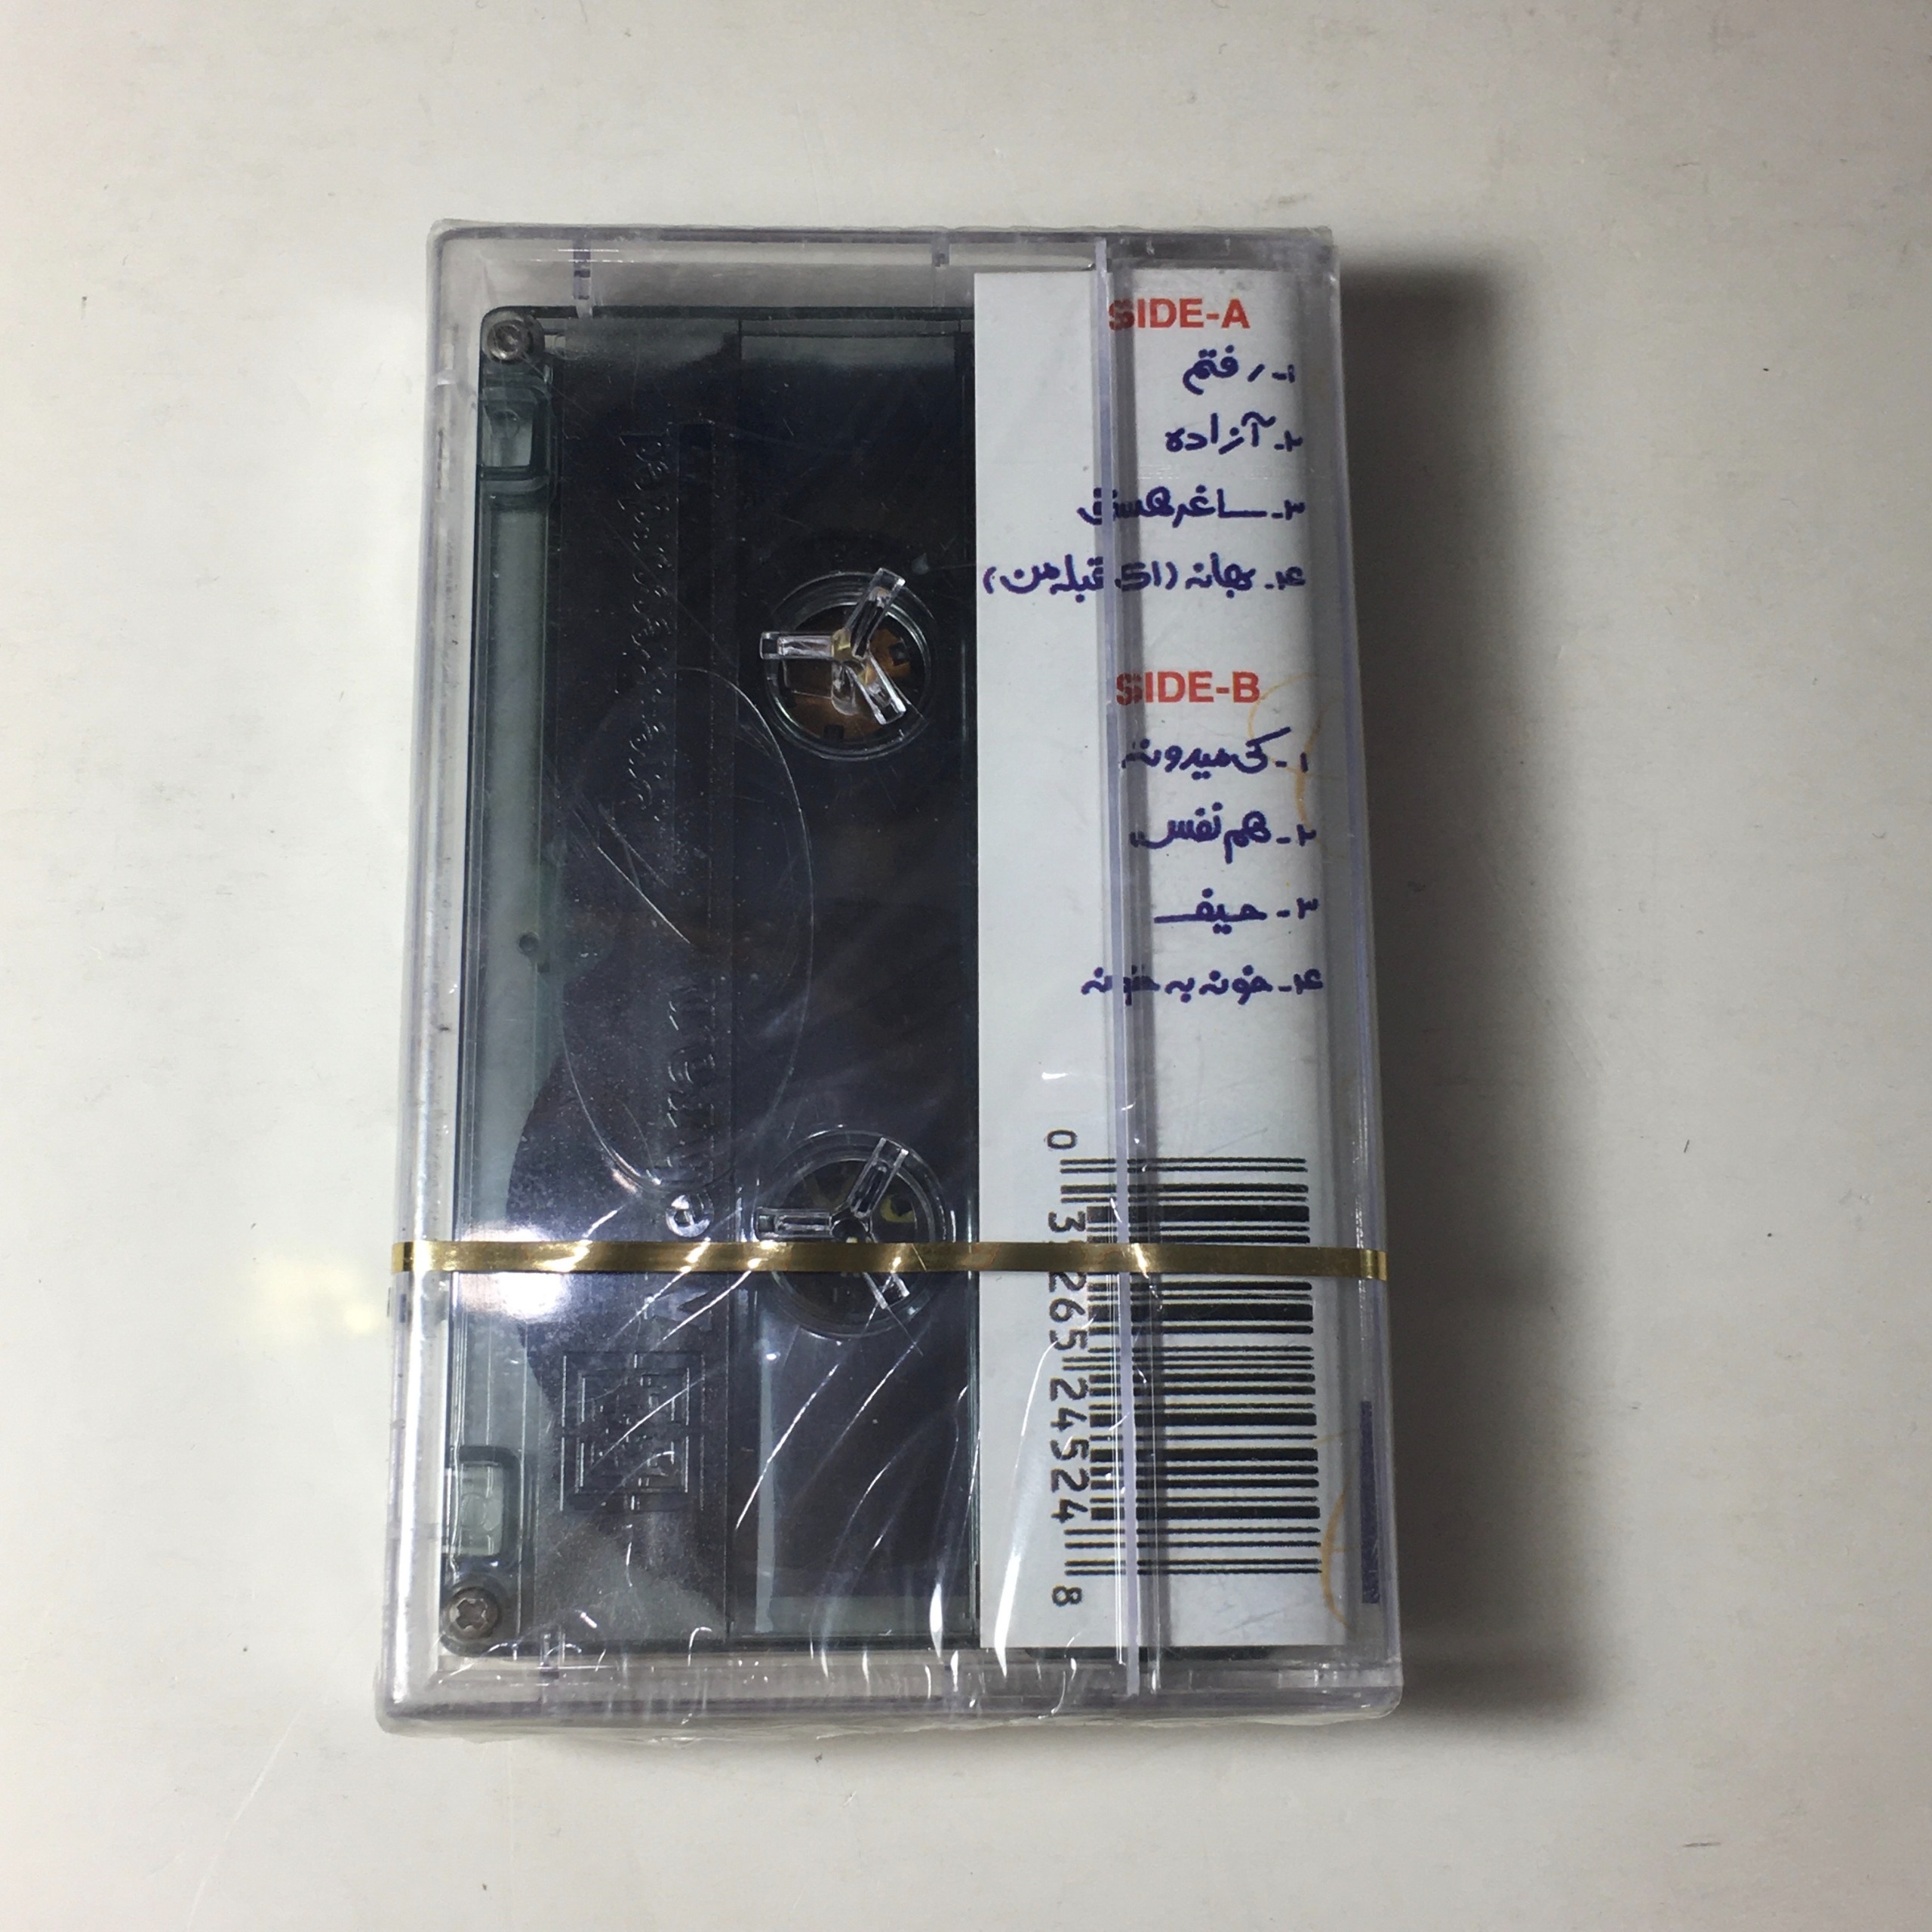 SIDE-A
۱- رفتم
۲- آزاده
۳- ساغر هستی
۴- بهانه (ای قبله من)
SIDE-B
۱- کی میدونه
۲- هم نفس
۳- حیف
۴- خونه به خونه
0 31265 24524 8